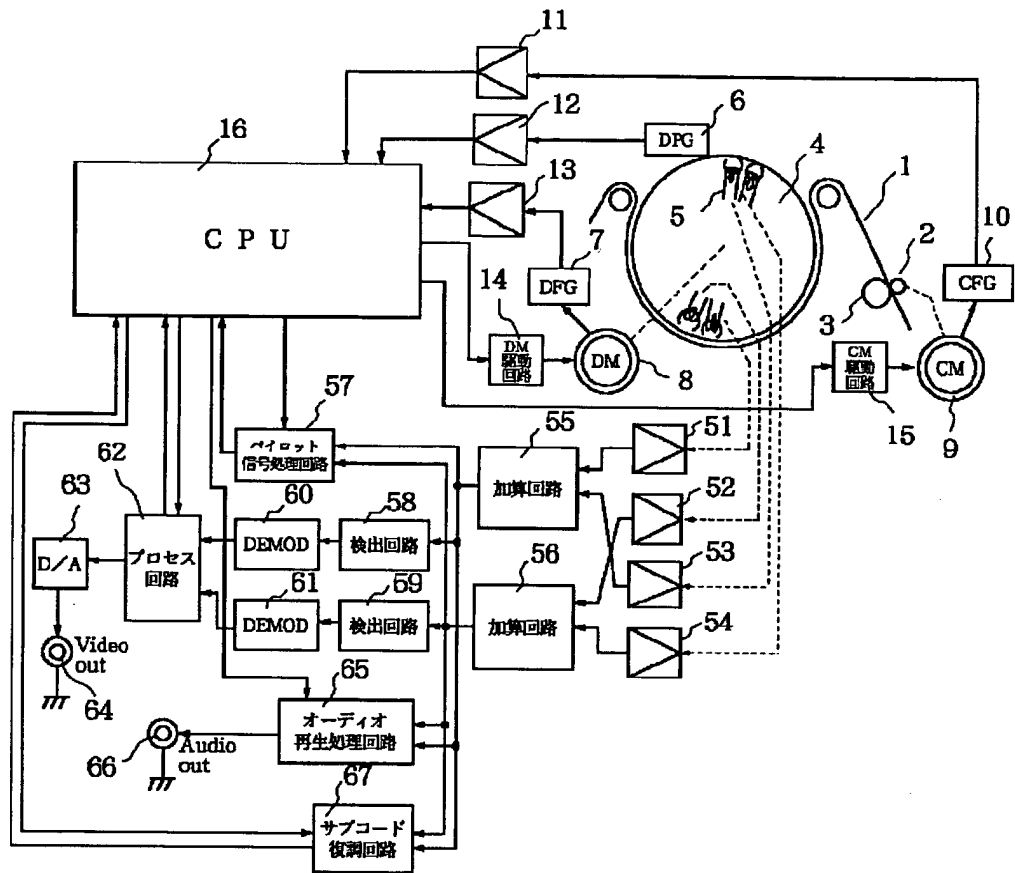 11
12
6
DPG
16
4
13
1
5
CPU
7
2
10
DFG
CFG
14
3
DM
駆動
回路
DM
8
CM
駆動
回路
CM
15
9
57
55
51
パイロット
信号処理回路
加算回路
62
52
63
60
58
D/A
プロセス
回路
DEMOD
検出回路
56
53
61
59
DEMOD
検出回路
加算回路
54
Video
out
64
65
オーディオ
再生処理回路
66
Audio
out
67
サブコード
復調回路